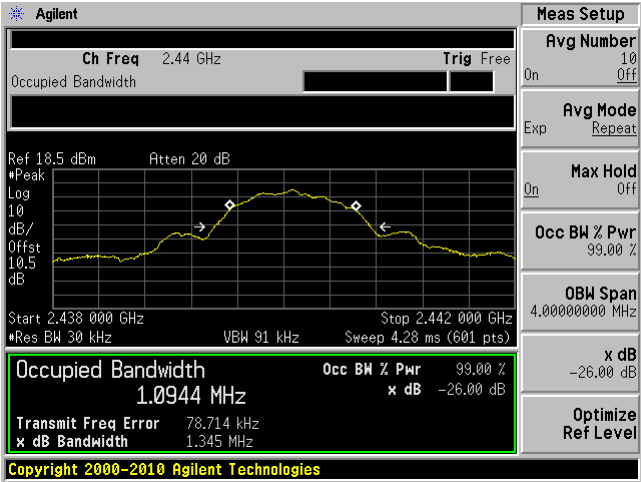 Agilent
Meas Setup
Ch Freq 2.44 GHz Trig Free
Occupied Bandwidth
Avg Number
10
On Off
Avg Mode
Exp Repeat
Max Hold
On Off
Occ BW % Pwr
99.00 %
OBW Span
4.00000000 MHz
x dB
-26.00 dB
Optimize
Ref Level
Ref 18.5 dBm Atten 20 dB
#Peak
Log
10
dB/
Offst
10.5
dB
Start 2.438 000 GHz Stop 2.442 000 GHz
#Res BW 30 kHz VBW 91 kHz Sweep 4.28 ms (601 pts)
Occupied Bandwidth Occ BW % Pwr 99.00 %
1.0944 MHz x dB -26.00 dB
Transmit Freq Error 78.714 kHz
x dB Bandwidth 1.345 MHz
Copyright 2000-2010 Agilent Technologies